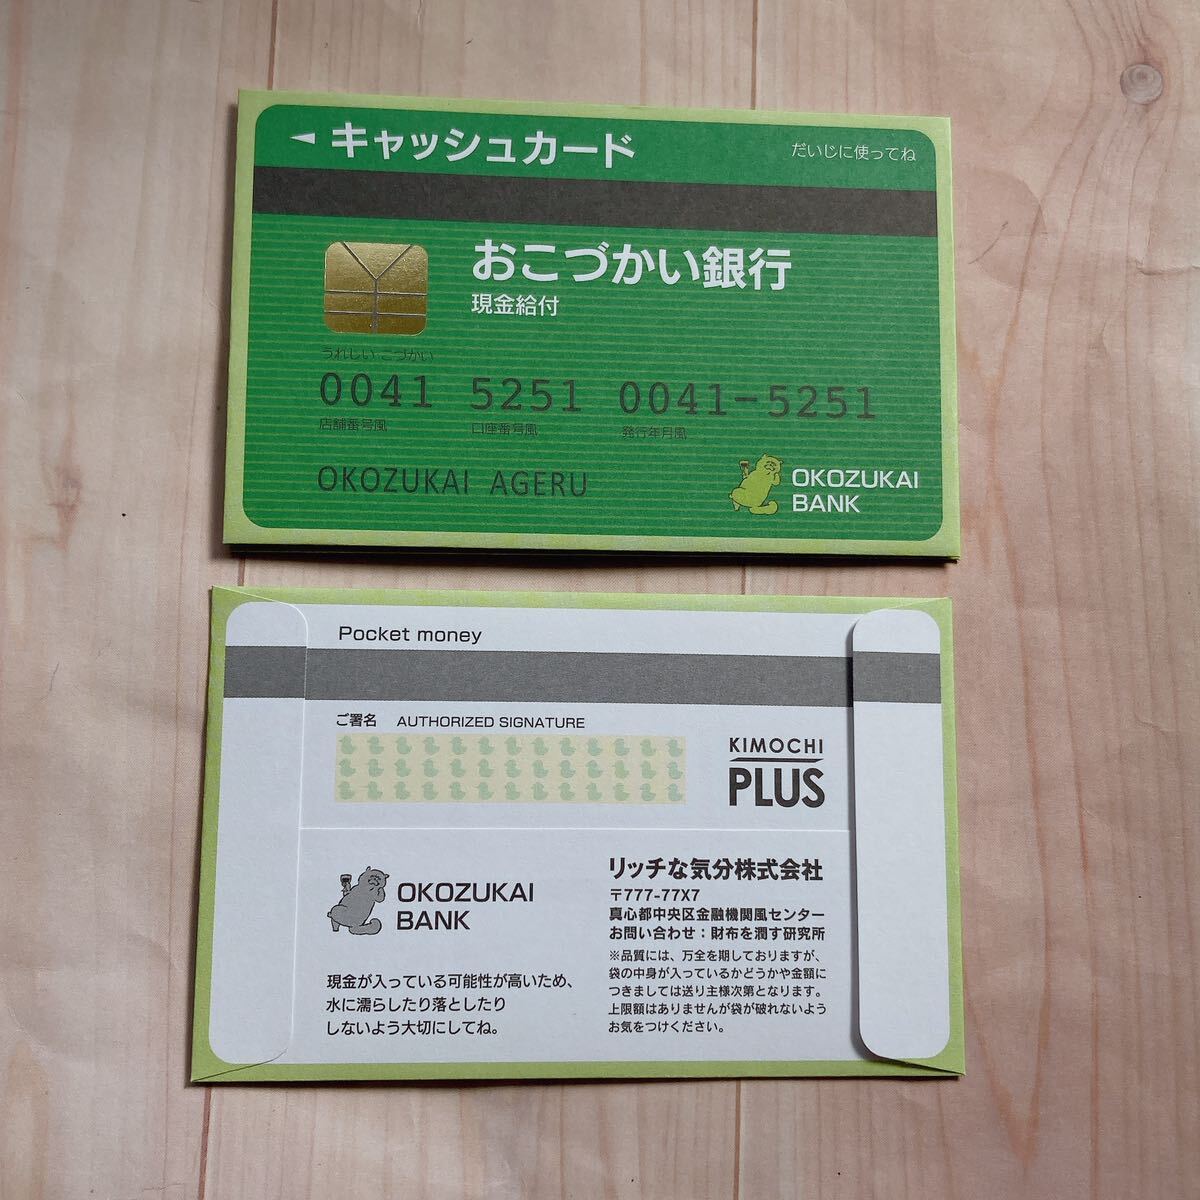 キャッシュカード
だいじに使ってね
おこづかい銀行
現金給付
うれしい こづかい
0041 5251 0041-5251
店舗番号風 口座番号風 発行年月風
OKOZUKAI AGERU
OKOZUKAI
BANK
Pocket money
ご署名 AUTHORIZED SIGNATURE
KIMOCHI
PLUS
OKOZUKAI
BANK
現金が入っている可能性が高いため、
水に濡らしたり落としたり
しないよう大切にしてね。
リッチな気分株式会社
〒777-77X7
真心都中央区金融機関風センター
お問い合わせ：財布を潤す研究所
※品質には、万全を期しておりますが、
袋の中身が入っているかどうかや金額に
つきましては送り主様次第となります。
上限額はありませんが袋が破れないよう
お気をつけください。